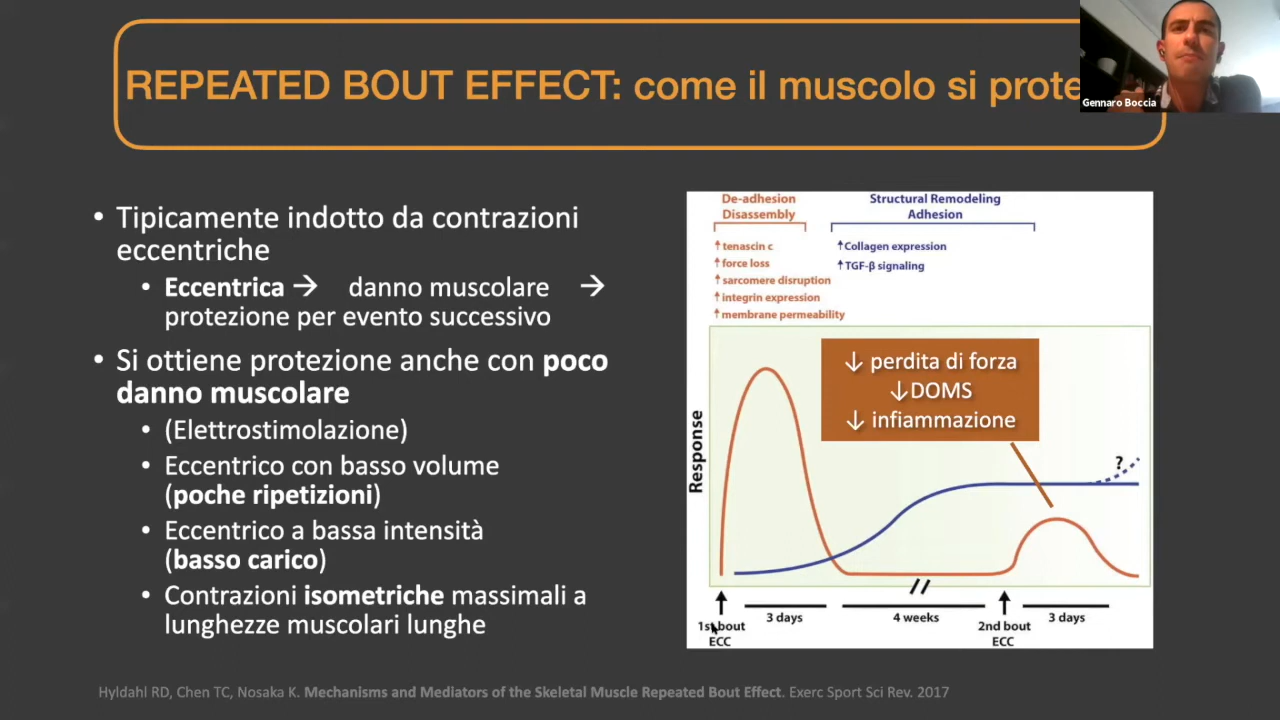 REPEATED BOUT EFFECT: come il muscolo si prote
Gennaro Boccia
• Tipicamente indotto da contrazioni
eccentriche
• Eccentrica → danno muscolare →
protezione per evento successivo
• Si ottiene protezione anche con poco
danno muscolare
• (Elettrostimolazione)
• Eccentrico con basso volume
(poche ripetizioni)
• Eccentrico a bassa intensità
(basso carico)
• Contrazioni isometriche massimali a
lunghezze muscolari lunghe
De-adhesion
Disassembly
↑tenascin c
↑force loss
↑sarcomere disruption
↑integrin expression
↑membrane permeability
Structural Remodeling
Adhesion
↑Collagen expression
↑TGF-β signaling
↓ perdita di forza
↓DOMS
↓ infiammazione
Response
?
1st bout
ECC
3 days
4 weeks
2nd bout
ECC
3 days
Hyldahl RD, Chen TC, Nosaka K. Mechanisms and Mediators of the Skeletal Muscle Repeated Bout Effect. Exerc Sport Sci Rev. 2017